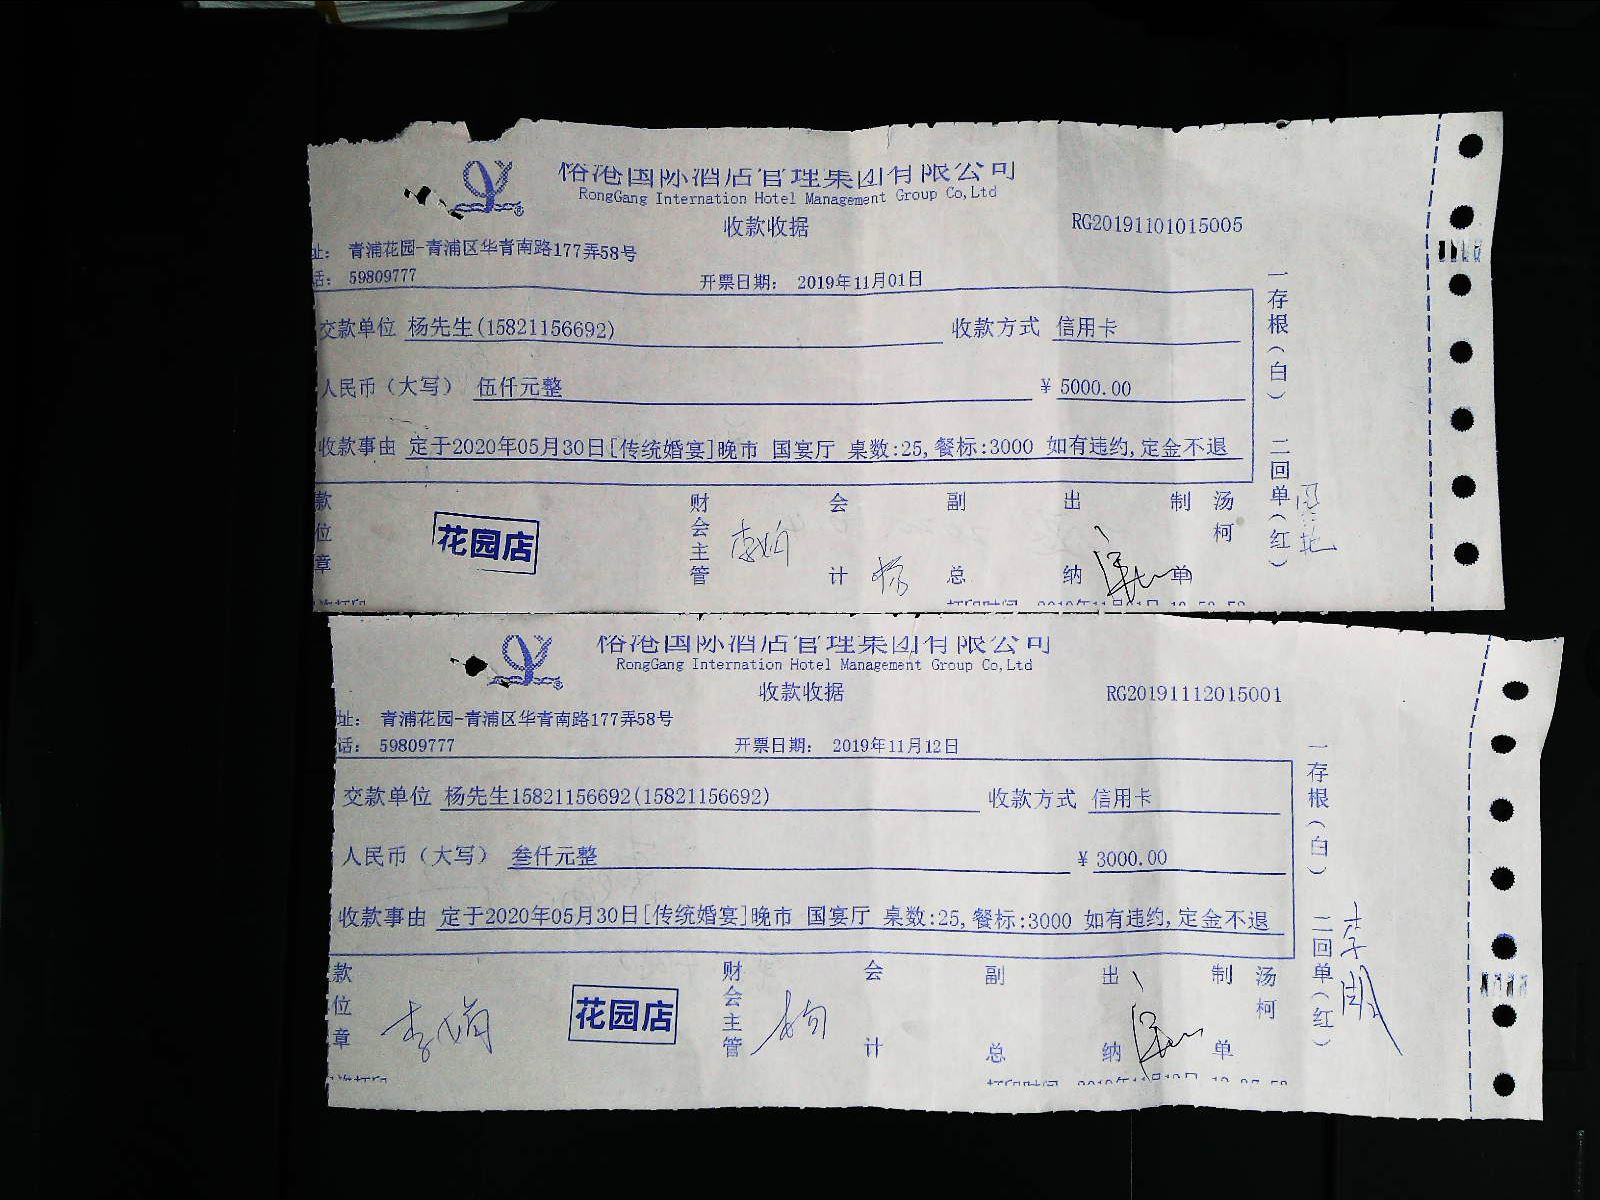 熔港国际酒店管理集团有限公司
RongGang Internation Hotel Management Group Co,Ltd
收款收据
RG20191101015005
址： 青浦花园-青浦区华青南路177弄58号
话： 59809777
开票日期： 2019年11月01日
交款单位 杨先生(15821156692) 收款方式 信用卡
人民币（大写） 伍仟元整 ¥ 5000.00
收款事由 定于2020年05月30日[传统婚宴]晚市 国宴厅 桌数:25,餐标:3000 如有违约,定金不退
一存根（白） 二回单（红）
款位章 花园店 财会主管 会计 副总 出纳 制单 汤柯
熔港国际酒店管理集团有限公司
RongGang Internation Hotel Management Group Co,Ltd
收款收据
RG20191112015001
址： 青浦花园-青浦区华青南路177弄58号
话： 59809777
开票日期： 2019年11月12日
交款单位 杨先生15821156692(15821156692) 收款方式 信用卡
人民币（大写） 叁仟元整 ¥ 3000.00
收款事由 定于2020年05月30日[传统婚宴]晚市 国宴厅 桌数:25,餐标:3000 如有违约,定金不退
一存根（白） 二回单（红）
款位章 花园店 财会主管 会计 副总 出纳 制单 汤柯